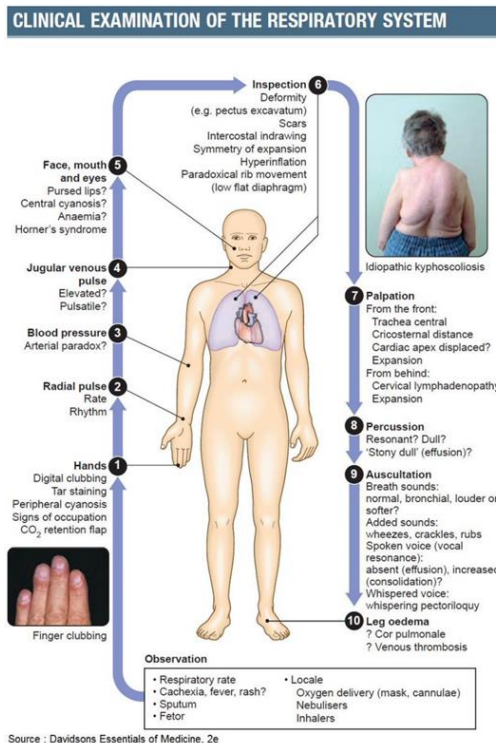 CLINICAL EXAMINATION OF THE RESPIRATORY SYSTEM
Inspection 6
Deformity
(e.g. pectus excavatum)
Scars
Intercostal indrawing
Symmetry of expansion
Hyperinflation
Paradoxical rib movement
(low flat diaphragm)
Idiopathic kyphoscoliosis
Face, mouth 5
and eyes
Pursed lips?
Central cyanosis?
Anaemia?
Horner's syndrome
Jugular venous 4
pulse
Elevated?
Pulsatile?
Blood pressure 3
Arterial paradox?
Radial pulse 2
Rate
Rhythm
Hands 1
Digital clubbing
Tar staining
Peripheral cyanosis
Signs of occupation
CO2 retention flap
Finger clubbing
7 Palpation
From the front:
Trachea central
Cricosternal distance
Cardiac apex displaced?
Expansion
From behind:
Cervical lymphadenopathy
Expansion
8 Percussion
Resonant? Dull?
'Stony dull' (effusion)?
9 Auscultation
Breath sounds:
normal, bronchial, louder or
softer?
Added sounds:
wheezes, crackles, rubs
Spoken voice (vocal
resonance):
absent (effusion), increased
(consolidation)?
Whispered voice:
whispering pectoriloquy
10 Leg oedema
? Cor pulmonale
? Venous thrombosis
Observation
• Respiratory rate
• Cachexia, fever, rash?
• Sputum
• Fetor
• Locale
Oxygen delivery (mask, cannulae)
Nebulisers
Inhalers
Source : Davidsons Essentials of Medicine, 2e